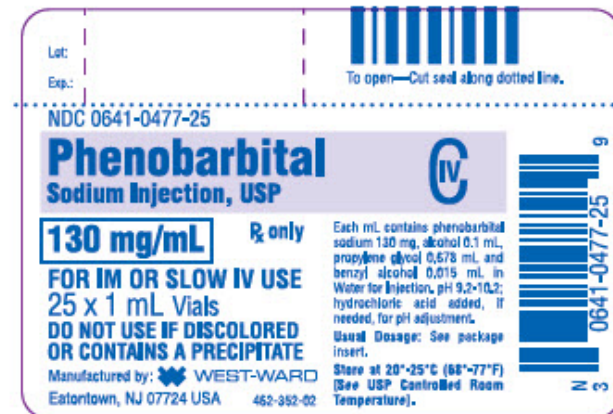 Lot:
Exp.:
To open—Cut seal along dotted line.
NDC 0641-0477-25
Phenobarbital
Sodium Injection, USP
CIV
130 mg/mL
Rx only
FOR IM OR SLOW IV USE
25 x 1 mL Vials
DO NOT USE IF DISCOLORED
OR CONTAINS A PRECIPITATE
Manufactured by: WEST-WARD
Eatontown, NJ 07724 USA
462-352-02
Each mL contains phenobarbital
sodium 130 mg, alcohol 0.1 mL,
propylene glycol 0.678 mL and
benzyl alcohol 0.015 mL in
Water for Injection. pH 9.2-10.2;
hydrochloric acid added, if
needed, for pH adjustment.
Usual Dosage: See package
insert.
Store at 20°-25°C (68°-77°F)
[See USP Controlled Room
Temperature].
N
3
0641-0477-25
9